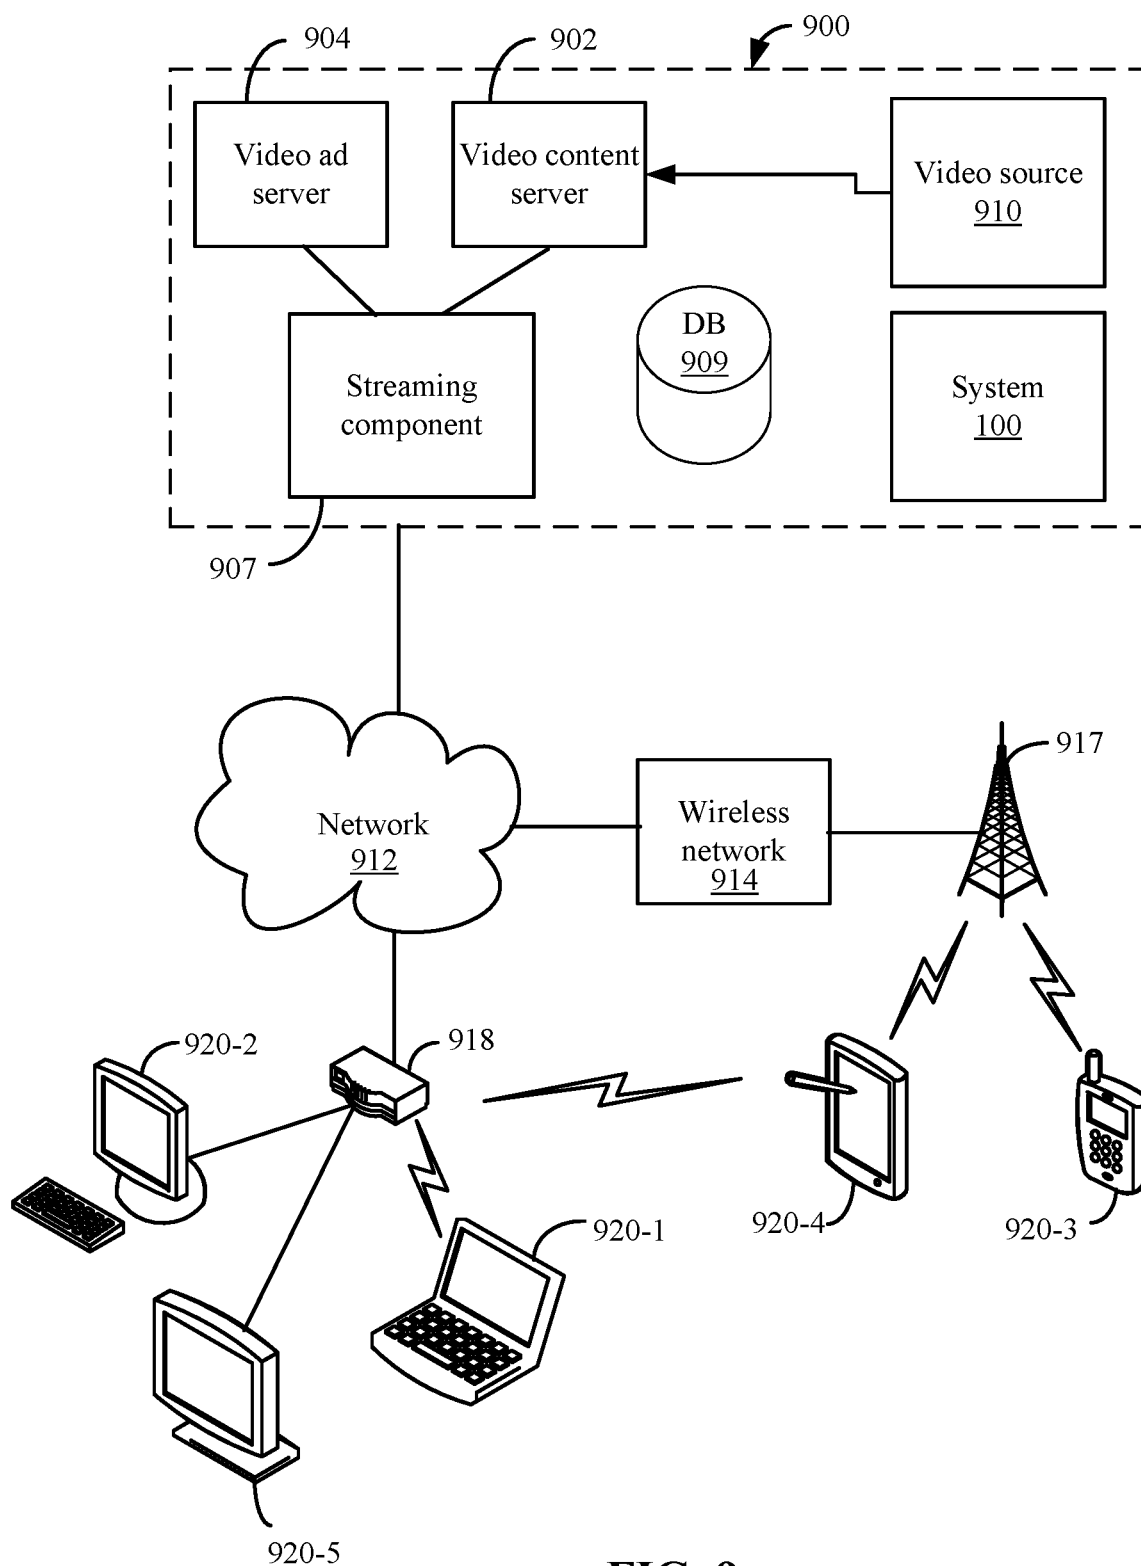 904
902
900
Video ad
server
Video content
server
Video source
910
DB
909
Streaming
component
System
100
907
917
Network
912
Wireless
network
914
920-2
918
920-1
920-4
920-3
920-5